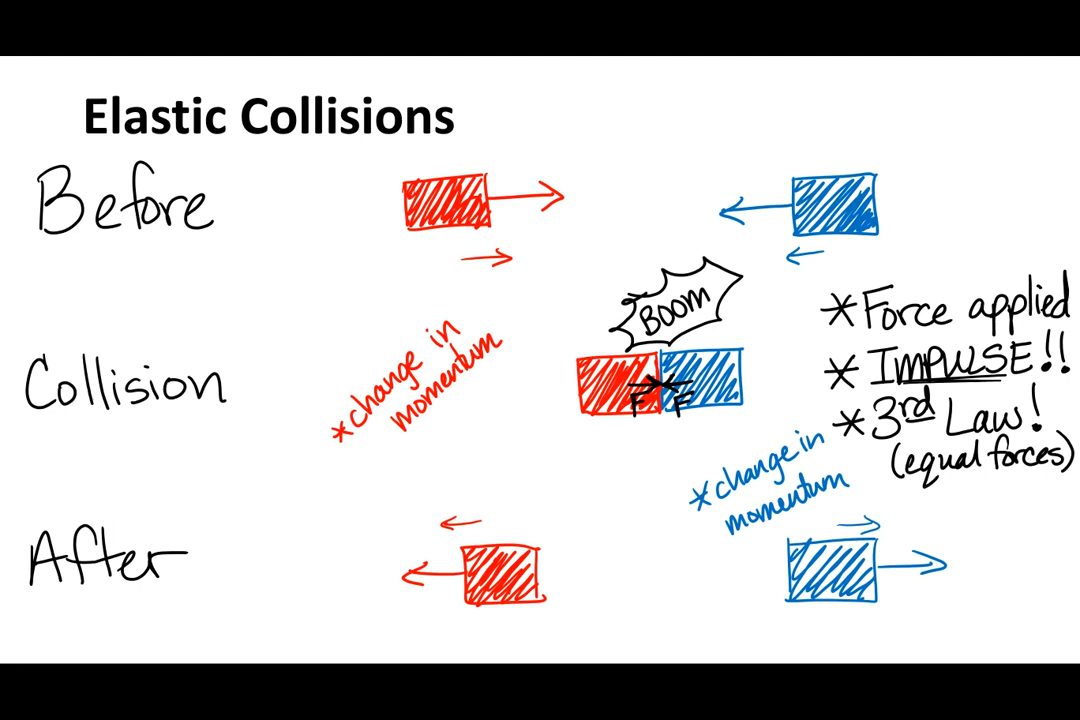 Elastic Collisions
Before
BOOM
*Force applied
*change in
momentum
Collision
*IMPULSE!!
F F
*3rd Law!
(equal forces)
*change in
momentum
After